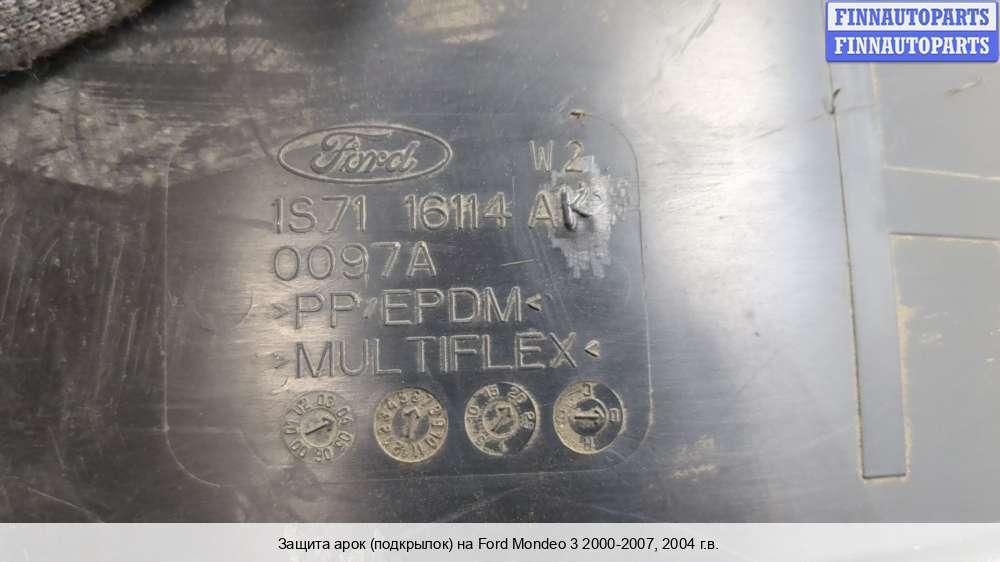 FINNAUTOPARTS
FINNAUTOPARTS
Ford
W2
1S71 16114 AK
0097A
>PP/EPDM<
>MULTIFLEX<
Защита арок (подкрылок) на Ford Mondeo 3 2000-2007, 2004 г.в.